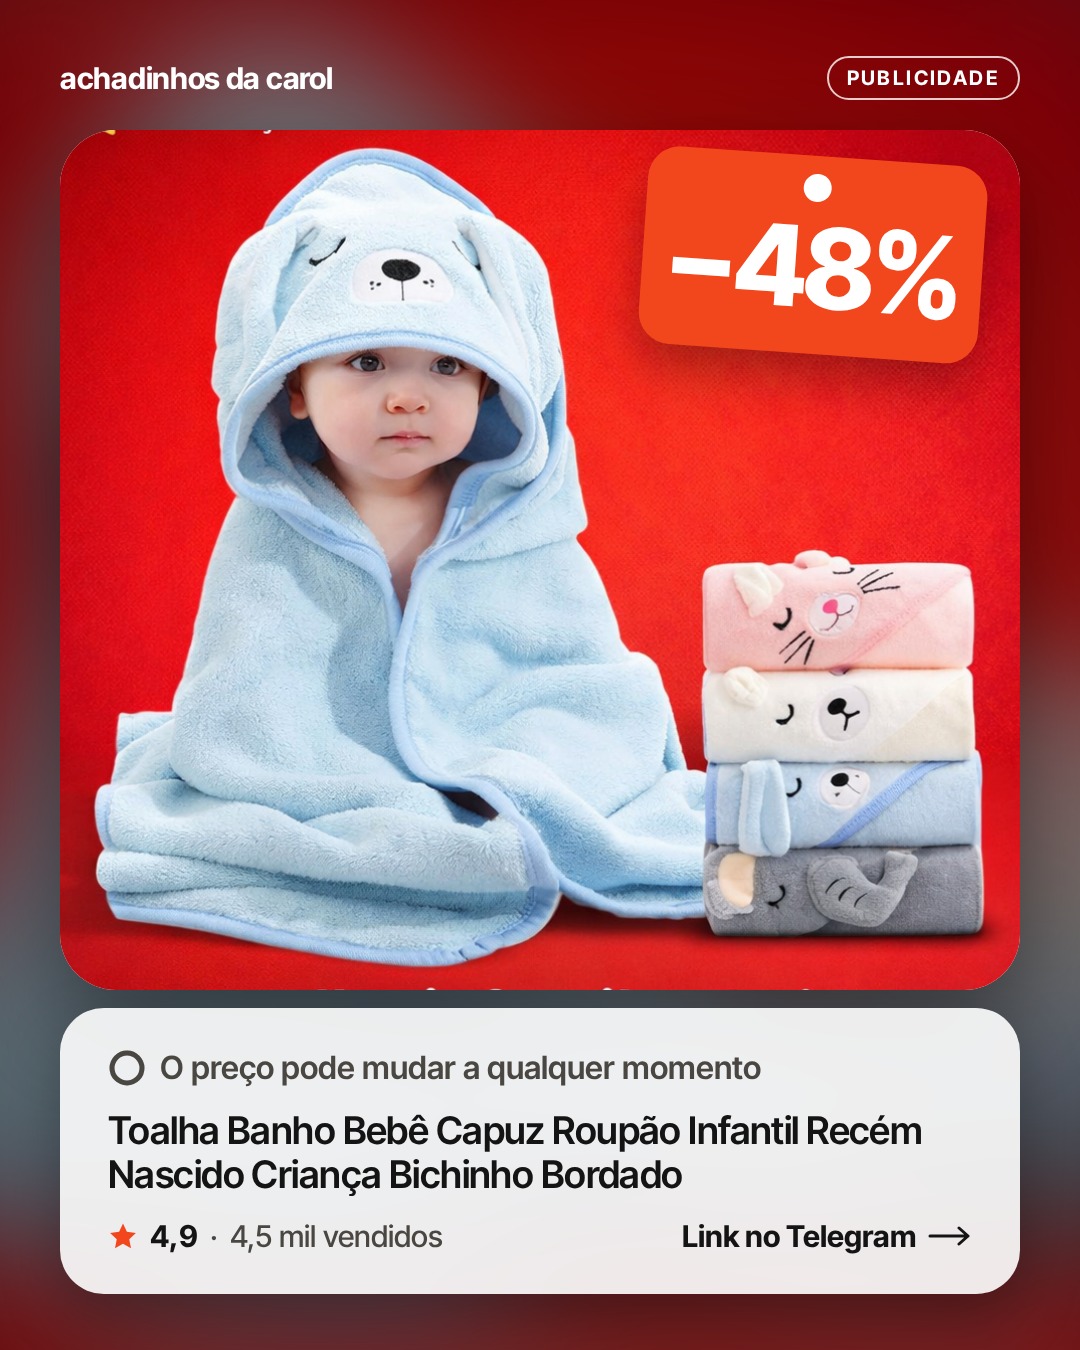 achadinhos da carol
PUBLICIDADE
–48%
O preço pode mudar a qualquer momento
Toalha Banho Bebê Capuz Roupão Infantil Recém
Nascido Criança Bichinho Bordado
4,9 · 4,5 mil vendidos
Link no Telegram →